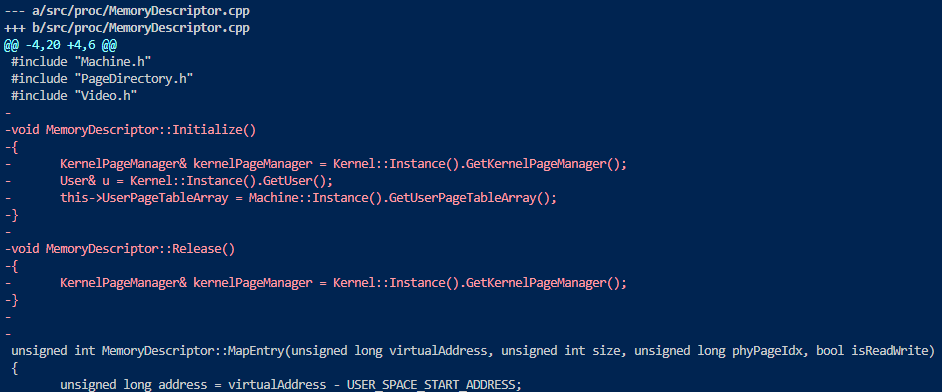 --- a/src/proc/MemoryDescriptor.cpp
+++ b/src/proc/MemoryDescriptor.cpp
@@ -4,20 +4,6 @@
 #include "Machine.h"
 #include "PageDirectory.h"
 #include "Video.h"
-
-void MemoryDescriptor::Initialize()
-{
-       KernelPageManager& kernelPageManager = Kernel::Instance().GetKernelPageManager();
-       User& u = Kernel::Instance().GetUser();
-       this->UserPageTableArray = Machine::Instance().GetUserPageTableArray();
-}
-
-void MemoryDescriptor::Release()
-{
-       KernelPageManager& kernelPageManager = Kernel::Instance().GetKernelPageManager();
-}
-
-
 unsigned int MemoryDescriptor::MapEntry(unsigned long virtualAddress, unsigned int size, unsigned long phyPageIdx, bool isReadWrite)
 {
        unsigned long address = virtualAddress - USER_SPACE_START_ADDRESS;